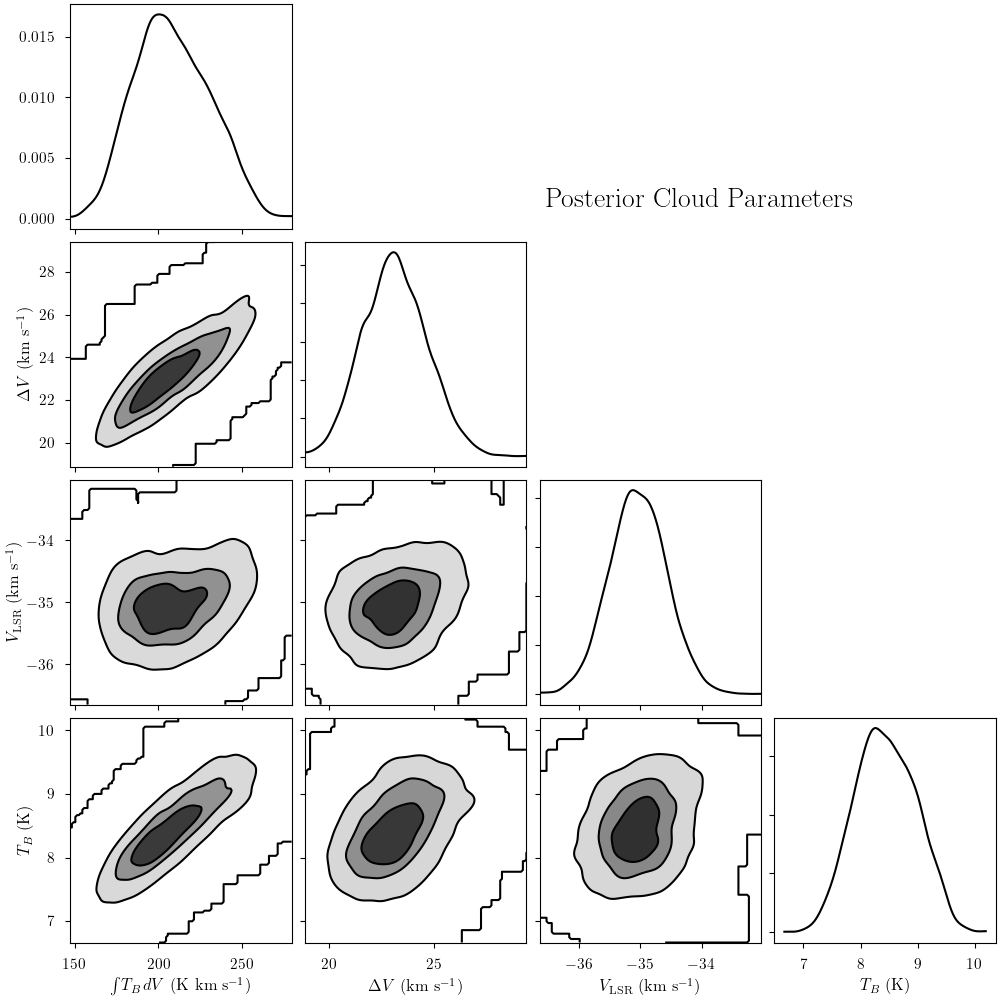 0.015
0.010
0.005
0.000
Posterior Cloud Parameters
28
26
24
22
20
ΔV (km s⁻¹)
−34
−35
−36
V_LSR (km s⁻¹)
10
9
8
7
T_B (K)
150 200 250
∫T_B dV (K km s⁻¹)
20 25
ΔV (km s⁻¹)
−36 −35 −34
V_LSR (km s⁻¹)
7 8 9 10
T_B (K)